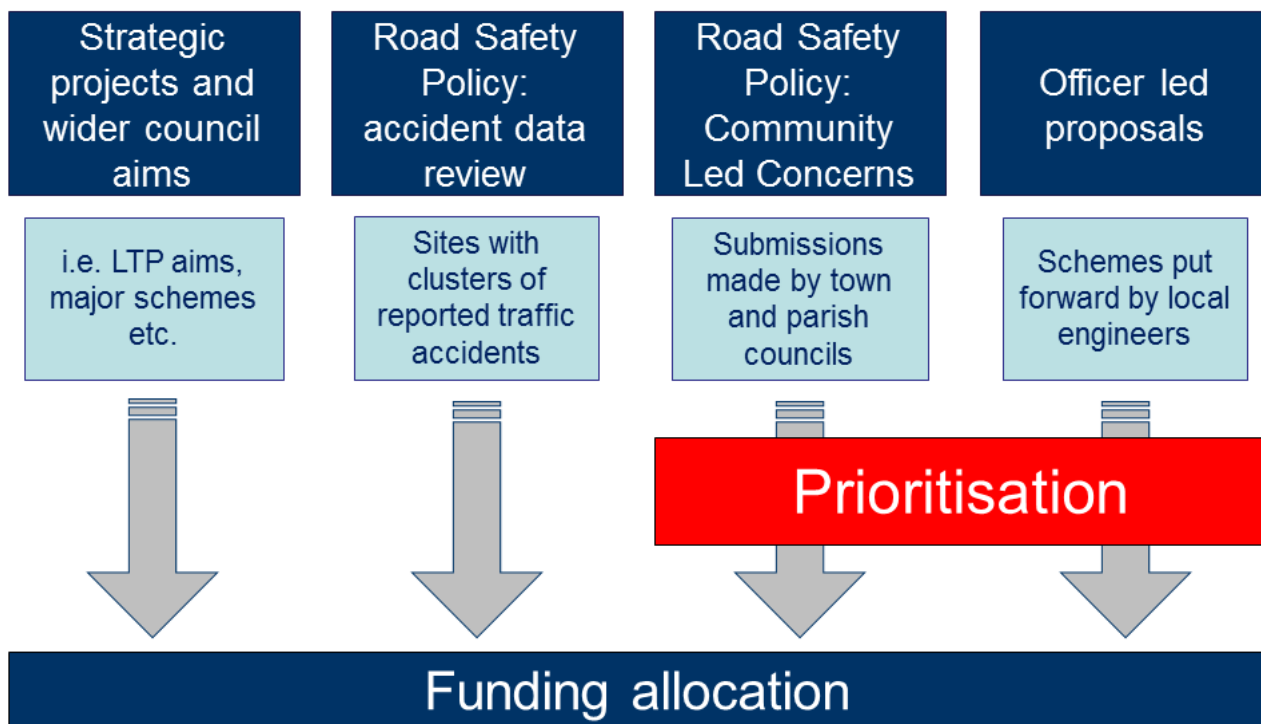 Strategic
projects and
wider council
aims
Road Safety
Policy:
accident data
review
Road Safety
Policy:
Community
Led Concerns
Officer led
proposals
i.e. LTP aims,
major schemes
etc.
Sites with
clusters of
reported traffic
accidents
Submissions
made by town
and parish
councils
Schemes put
forward by local
engineers
Prioritisation
Funding allocation